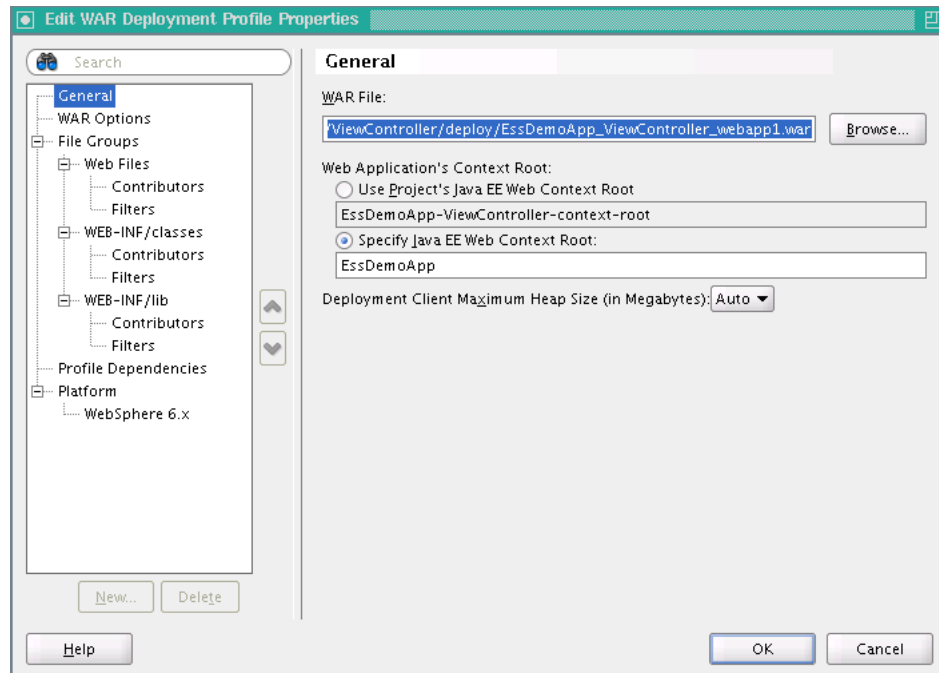 Edit WAR Deployment Profile Properties
Search
General
WAR Options
File Groups
Web Files
Contributors
Filters
WEB-INF/classes
Contributors
Filters
WEB-INF/lib
Contributors
Filters
Profile Dependencies
Platform
WebSphere 6.x
New...
Delete
General
WAR File:
/ViewController/deploy/EssDemoApp_ViewController_webapp1.war
Browse...
Web Application's Context Root:
Use Project's Java EE Web Context Root
EssDemoApp-ViewController-context-root
Specify Java EE Web Context Root:
EssDemoApp
Deployment Client Maximum Heap Size (in Megabytes): Auto
Help
OK
Cancel